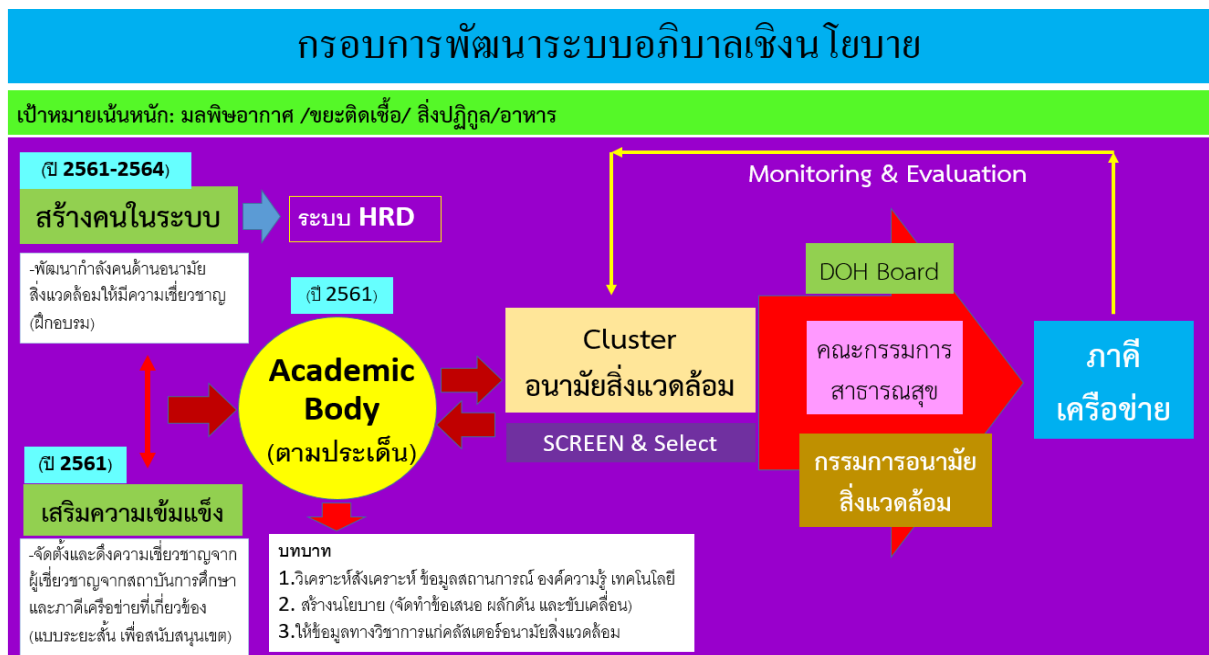 กรอบการพัฒนาระบบอภิบาลเชิงนโยบาย
เป้าหมายเน้นหนัก: มลพิษอากาศ /ขยะติดเชื้อ/ สิ่งปฏิกูล/อาหาร
(ปี 2561-2564)
สร้างคนในระบบ
ระบบ HRD
-พัฒนากำลังคนด้านอนามัย
สิ่งแวดล้อมให้มีความเชี่ยวชาญ
(ฝึกอบรม)
(ปี 2561)
Academic
Body
(ตามประเด็น)
(ปี 2561)
เสริมความเข้มแข็ง
-จัดตั้งและดึงความเชี่ยวชาญจาก
ผู้เชี่ยวชาญจากสถาบันการศึกษา
และภาคีเครือข่ายที่เกี่ยวข้อง
(แบบระยะสั้น เพื่อสนับสนุนเขต)
บทบาท
1.วิเคราะห์สังเคราะห์ ข้อมูลสถานการณ์ องค์ความรู้ เทคโนโลยี
2. สร้างนโยบาย (จัดทำข้อเสนอ ผลักดัน และขับเคลื่อน)
3.ให้ข้อมูลทางวิชาการแก่คลัสเตอร์อนามัยสิ่งแวดล้อม
Cluster
อนามัยสิ่งแวดล้อม
SCREEN & Select
Monitoring & Evaluation
DOH Board
คณะกรรมการ
สาธารณสุข
กรรมการอนามัย
สิ่งแวดล้อม
ภาคี
เครือข่าย